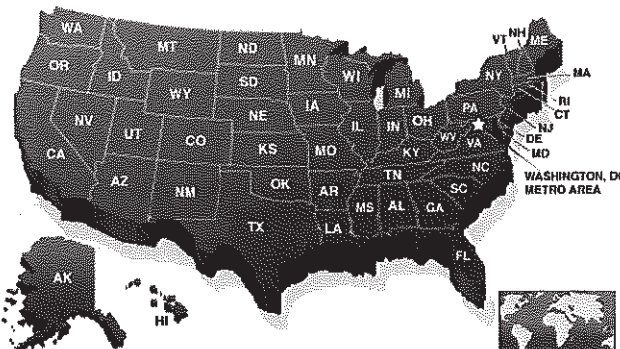 WA
MT
ND
MN
VT
NH
ME
OR
ID
SD
WI
NY
MA
WY
MI
RI
CT
IA
PA
NE
NV
UT
CO
IL
IN
OH
NJ
DE
MD
CA
KS
MO
WV
VA
KY
WASHINGTON, DC
METRO AREA
AZ
NM
OK
AR
TN
NC
SC
MS
AL
GA
TX
LA
FL
AK
HI